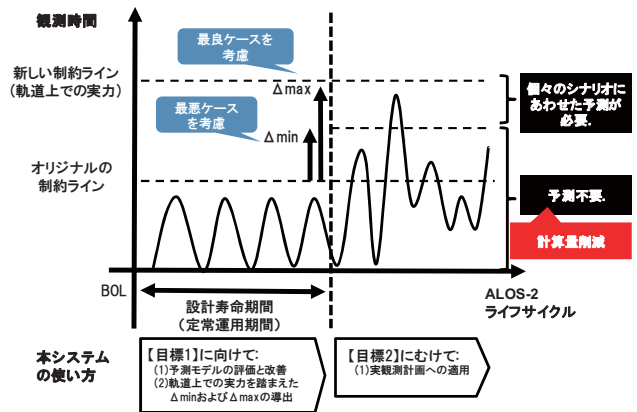 観測時間
最良ケースを
考慮
新しい制約ライン
(軌道上での実力)
Δmax
個々のシナリオに
あわせた予測が
必要.
最悪ケース
を考慮
Δmin
オリジナルの
制約ライン
予測不要.
計算量削減
BOL
設計寿命期間
(定常運用期間)
ALOS-2
ライフサイクル
本システム
の使い方
【目標1】に向けて:
(1)予測モデルの評価と改善
(2)軌道上での実力を踏まえた
ΔminおよびΔmaxの導出
【目標2】にむけて:
(1)実観測計画への適用